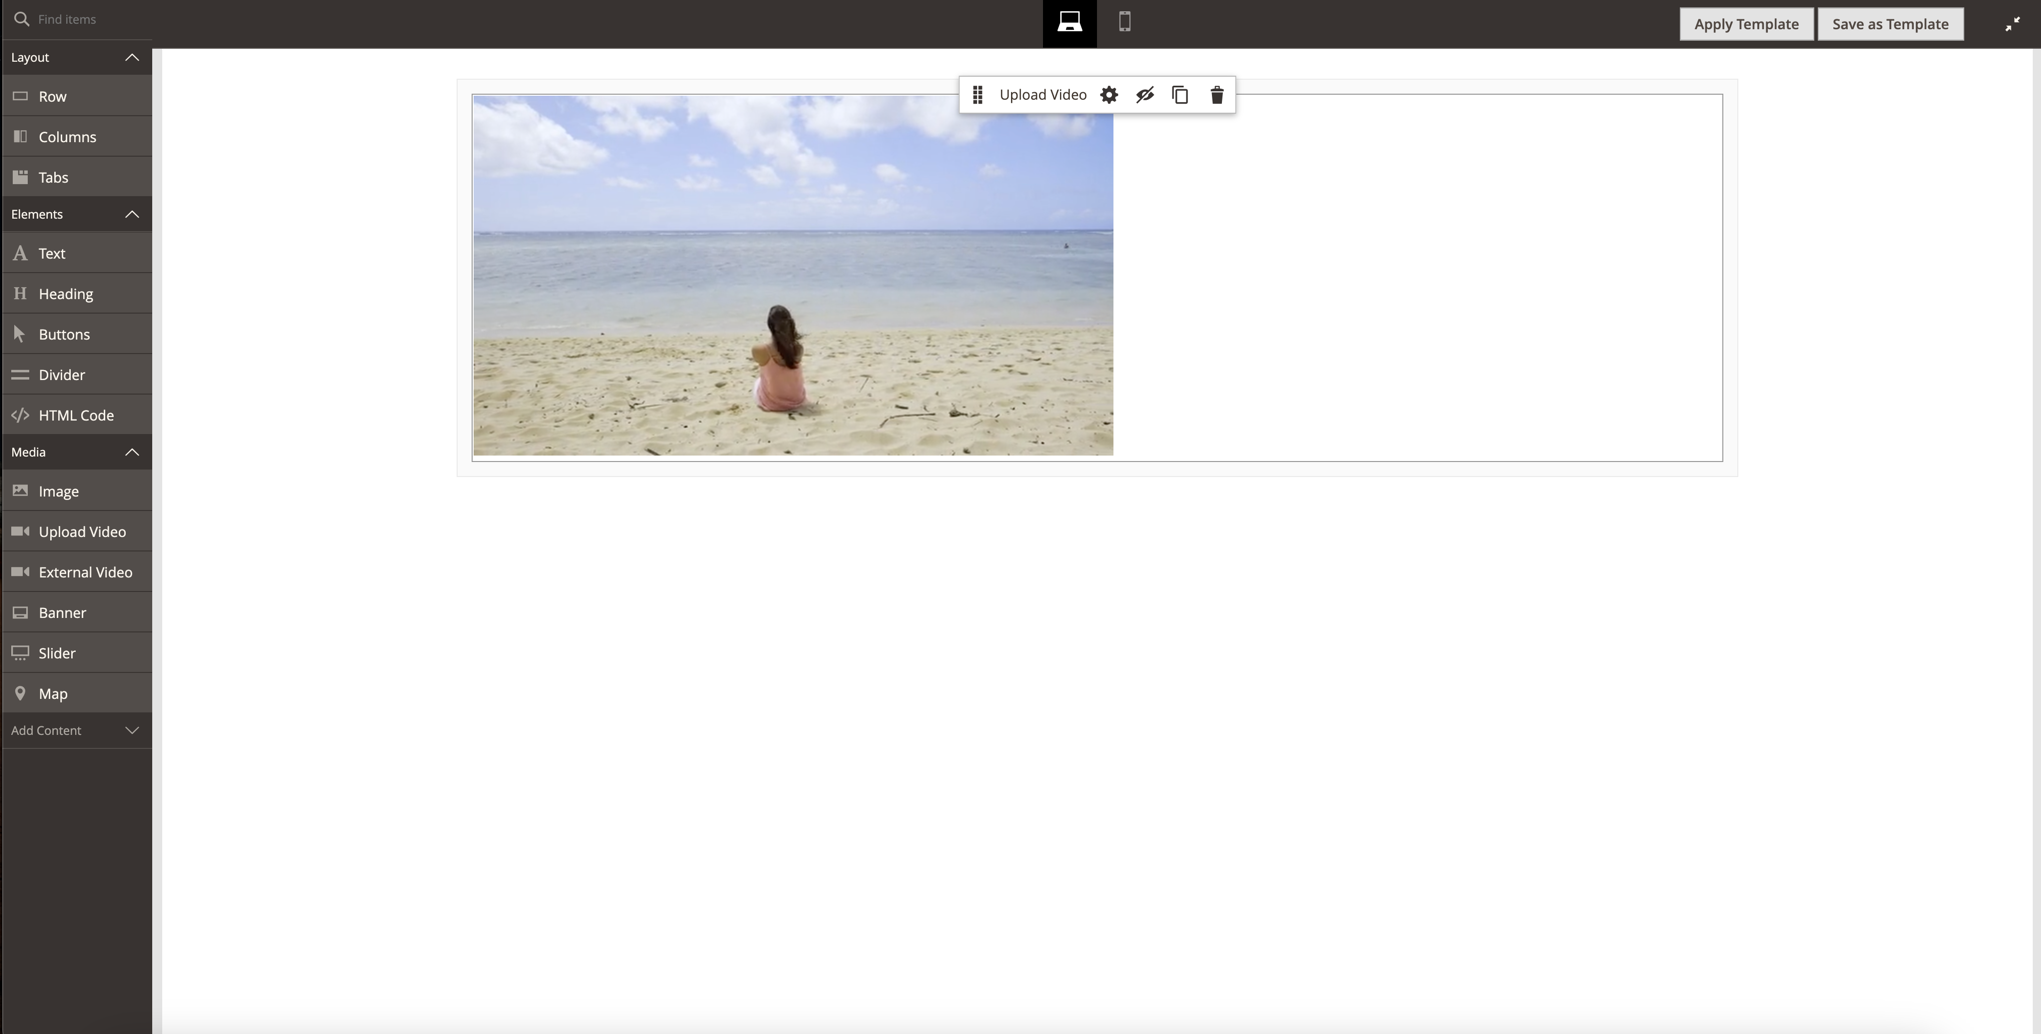 Find items
Apply Template
Save as Template
Layout
Row
Columns
Tabs
Elements
Text
Heading
Buttons
Divider
HTML Code
Media
Image
Upload Video
External Video
Banner
Slider
Map
Add Content
Upload Video